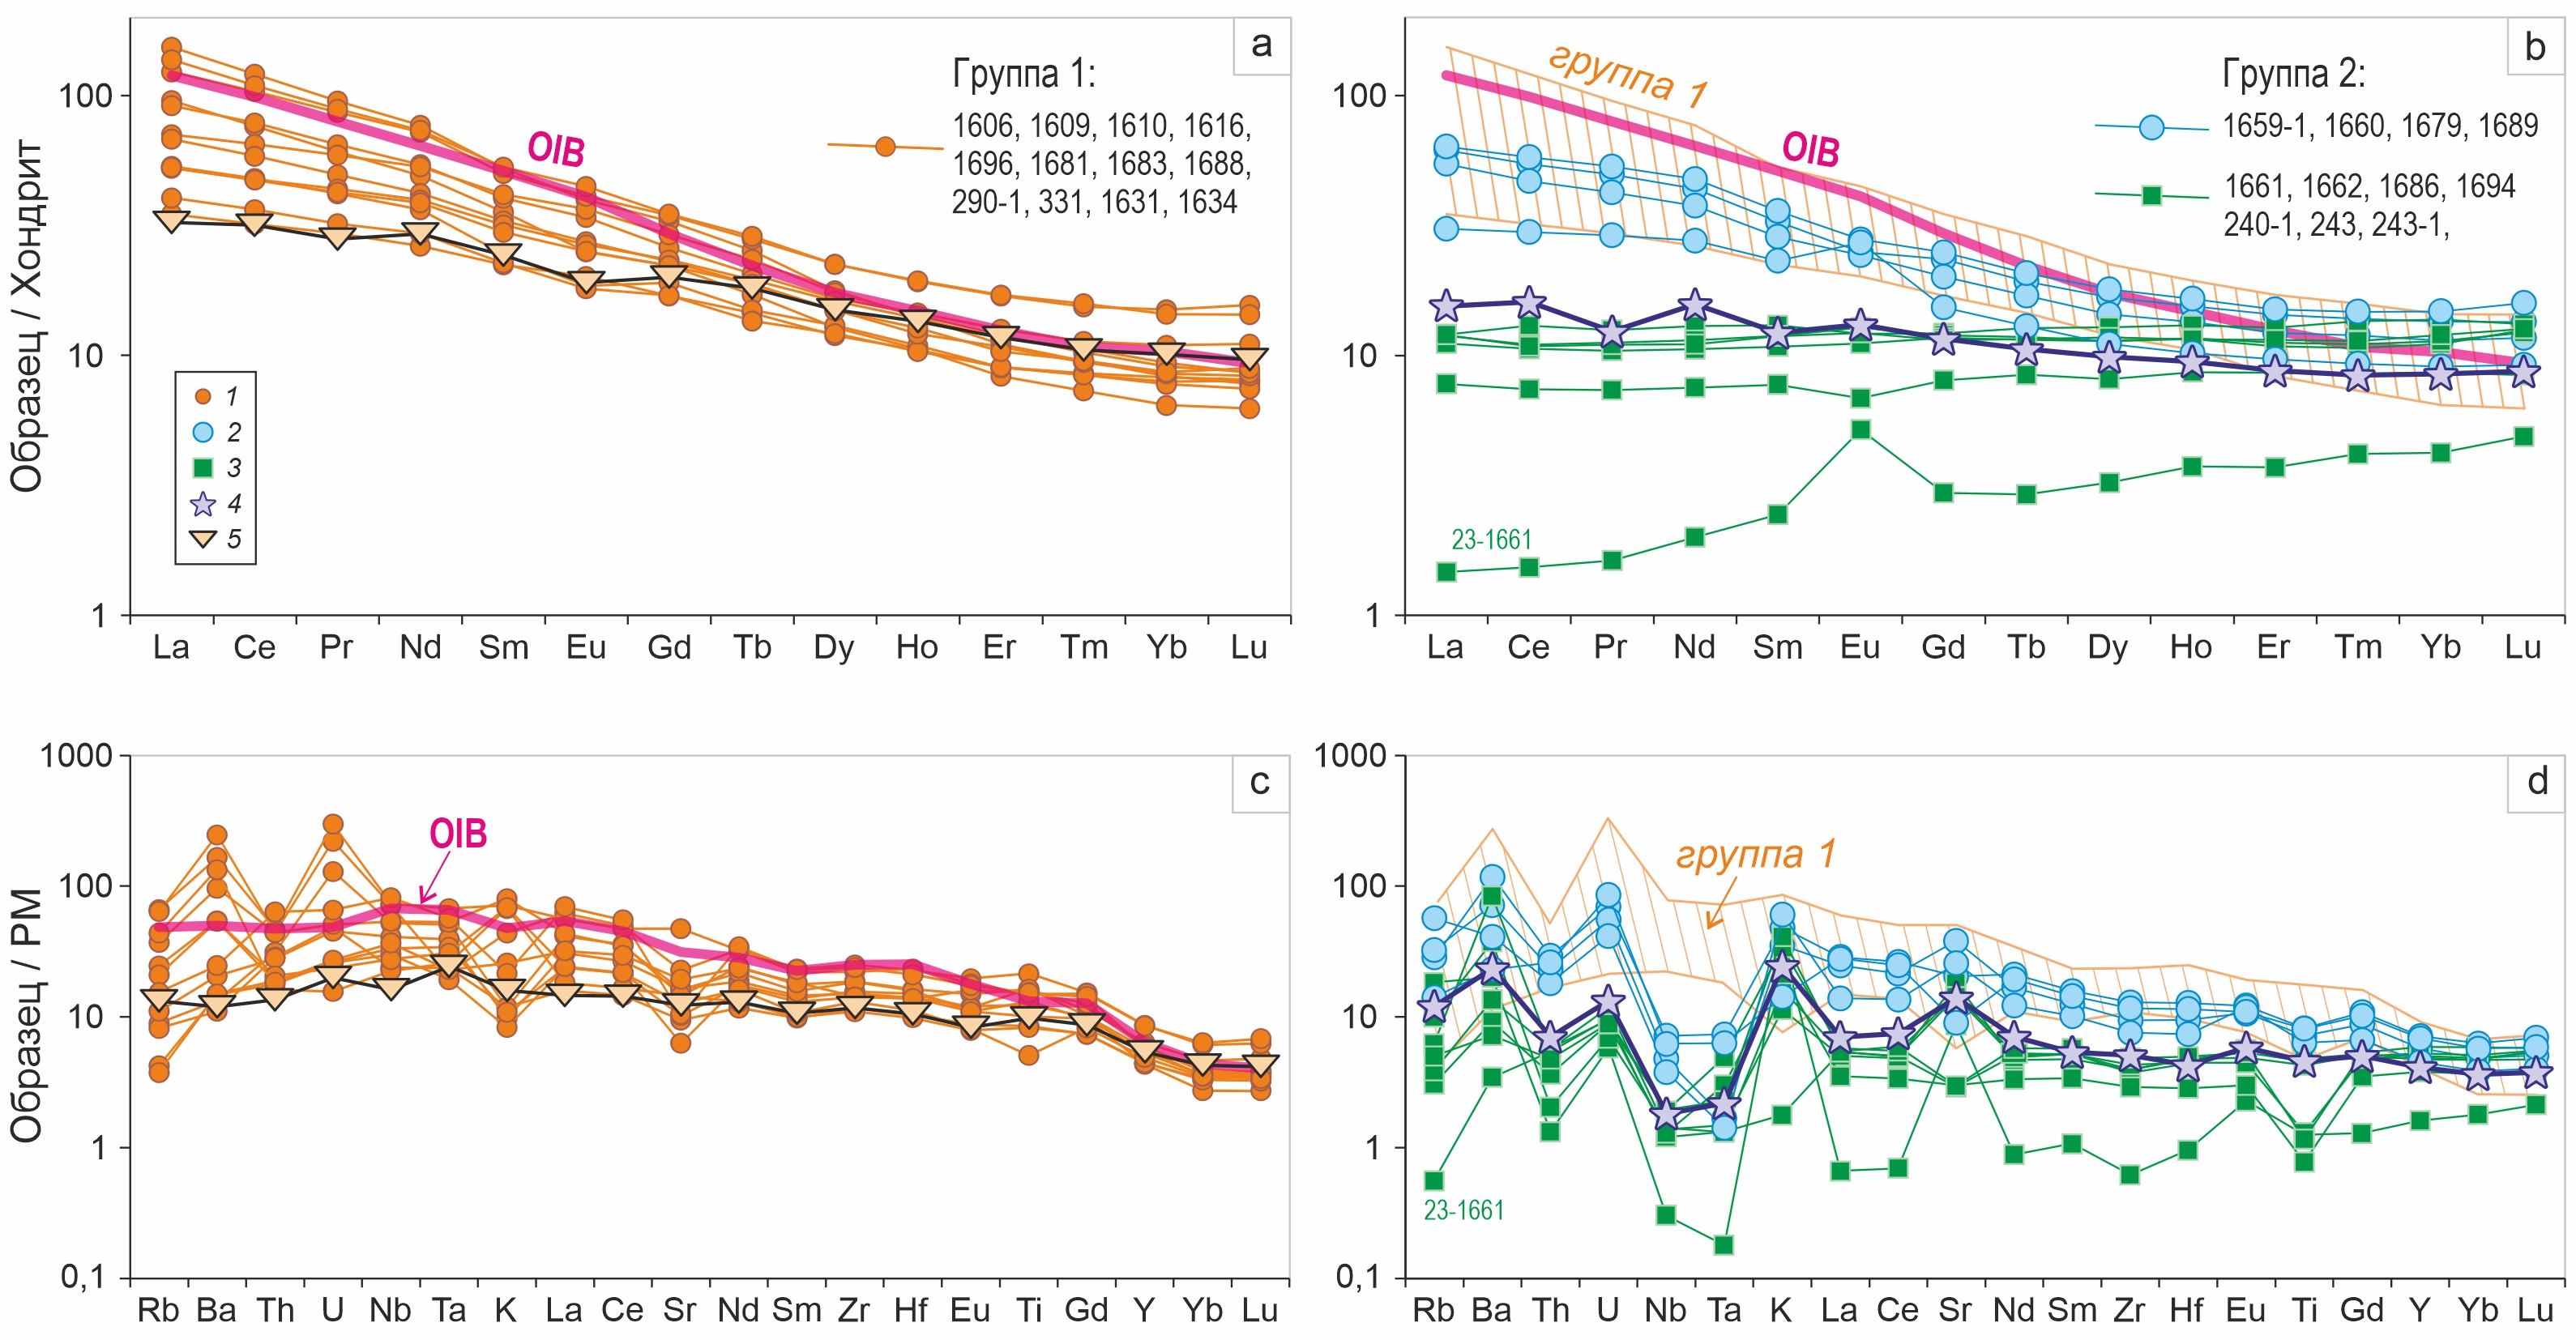 a
Образец / Хондрит
100
10
1
Группа 1:
1606, 1609, 1610, 1616,
1696, 1681, 1683, 1688,
290-1, 331, 1631, 1634
OIB
1
2
3
4
5
La Ce Pr Nd Sm Eu Gd Tb Dy Ho Er Tm Yb Lu
b
100
10
1
группа 1
OIB
Группа 2:
1659-1, 1660, 1679, 1689
1661, 1662, 1686, 1694
240-1, 243, 243-1,
23-1661
La Ce Pr Nd Sm Eu Gd Tb Dy Ho Er Tm Yb Lu
c
Образец / PM
1000
100
10
1
0,1
OIB
Rb Ba Th U Nb Ta K La Ce Sr Nd Sm Zr Hf Eu Ti Gd Y Yb Lu
d
1000
100
10
1
0,1
группа 1
23-1661
Rb Ba Th U Nb Ta K La Ce Sr Nd Sm Zr Hf Eu Ti Gd Y Yb Lu